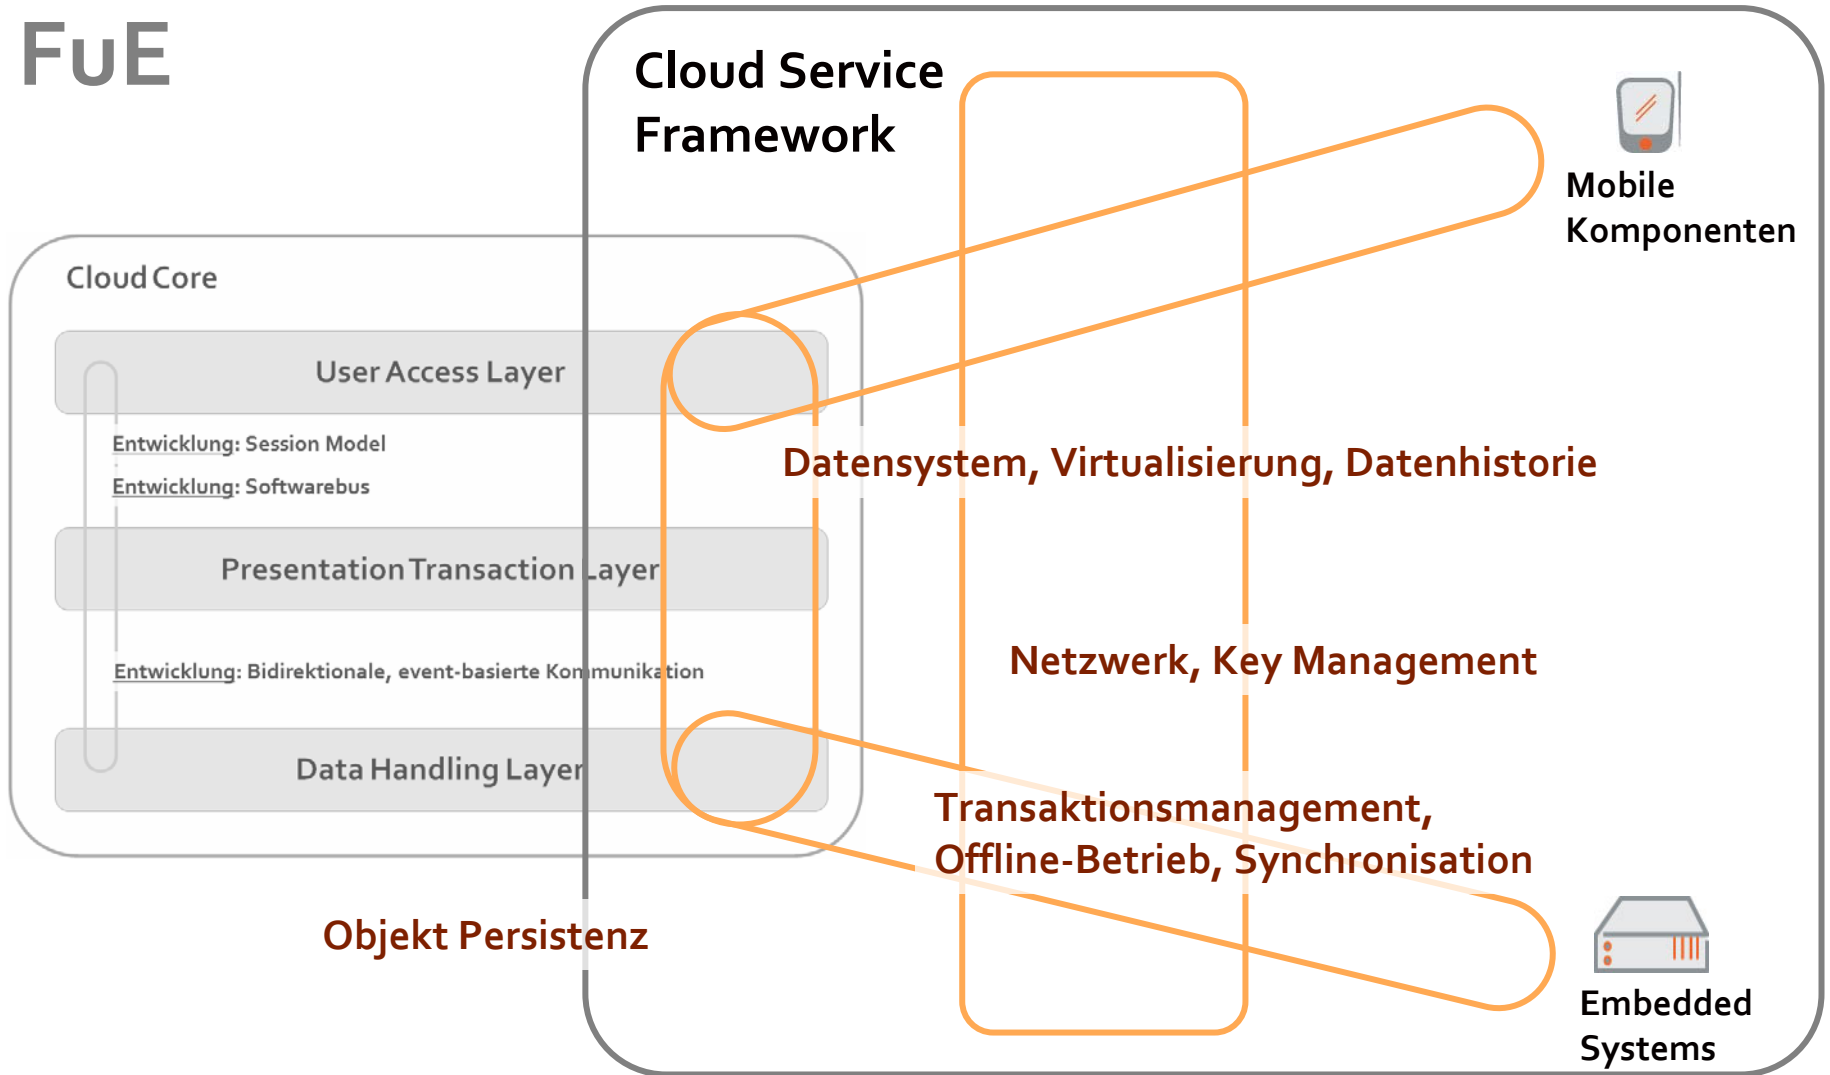 FuE
Cloud Service
Framework
Mobile
Komponenten
Cloud Core
User Access Layer
Entwicklung: Session Model
Datensystem, Virtualisierung, Datenhistorie
Entwicklung: Softwarebus
Presentation Transaction Layer
Netzwerk, Key Management
Entwicklung: Bidirektionale, event-basierte Kommunikation
Data Handling Layer
Transaktionsmanagement,
Offline-Betrieb, Synchronisation
Objekt Persistenz
Embedded
Systems